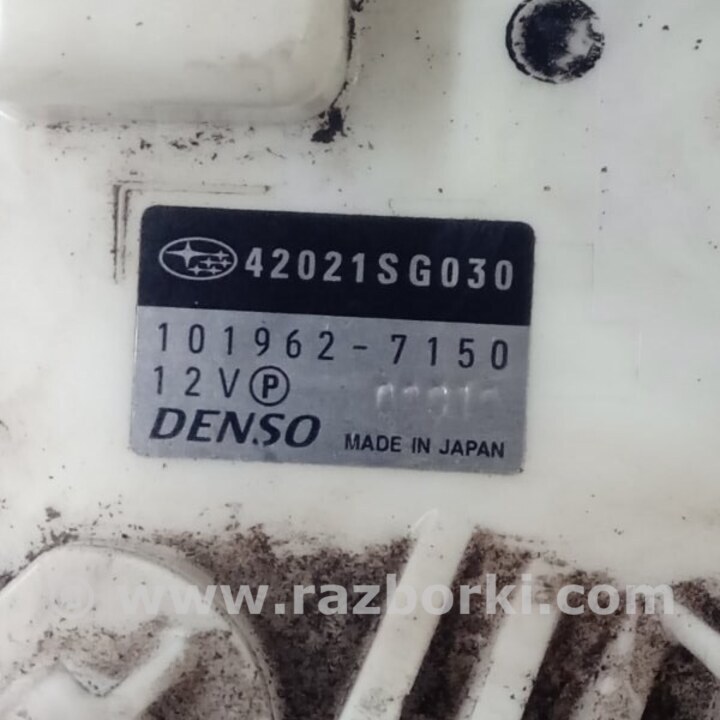 42021SG030
101962-7150
12V Ⓟ
DENSO MADE IN JAPAN
www.razborki.com